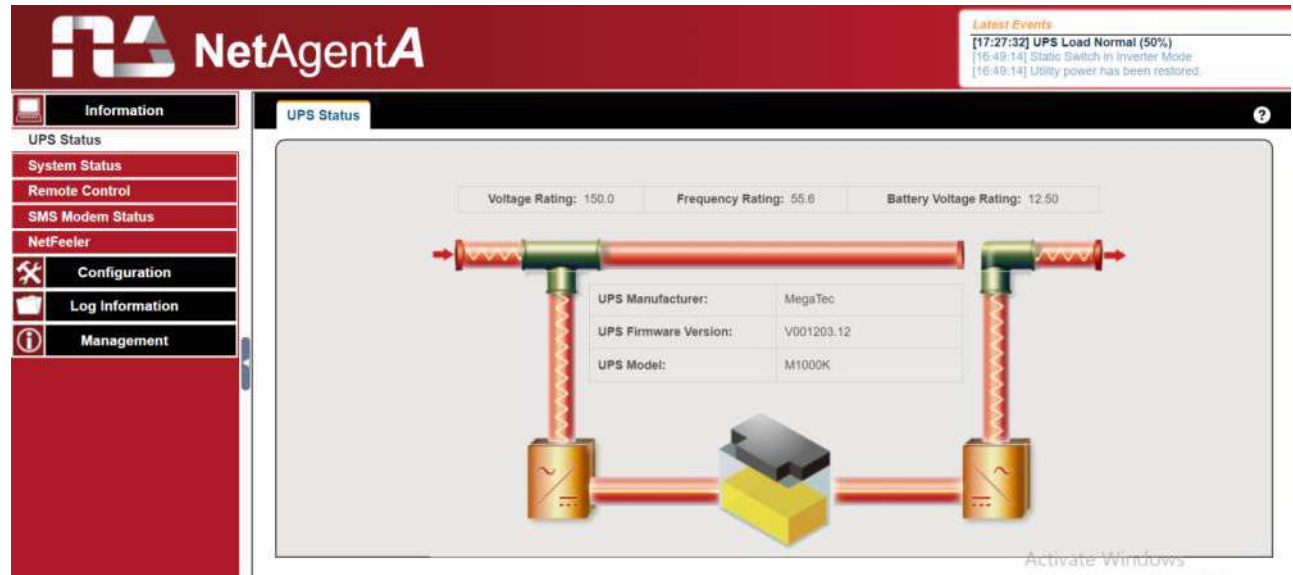 NetAgentA
Latest Events
[17:27:32] UPS Load Normal (50%)
[16:49:14] Static Switch in Inverter Mode
[16:49:14] Utility power has been restored.
Information
UPS Status
?
UPS Status
System Status
Remote Control
SMS Modem Status
NetFeeler
Configuration
Log Information
Management
Voltage Rating: 150.0 Frequency Rating: 55.6 Battery Voltage Rating: 12.50
UPS Manufacturer: MegaTec
UPS Firmware Version: V001203.12
UPS Model: M1000K
Activate Windows